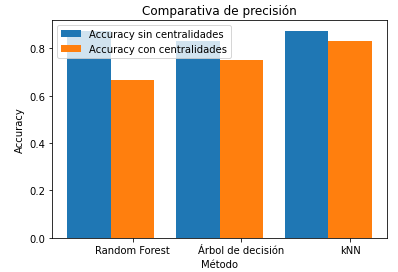 Comparativa de precisión
Accuracy sin centralidades
Accuracy con centralidades
0.8
0.6
0.4
0.2
0.0
Accuracy
Random Forest
Árbol de decisión
kNN
Método